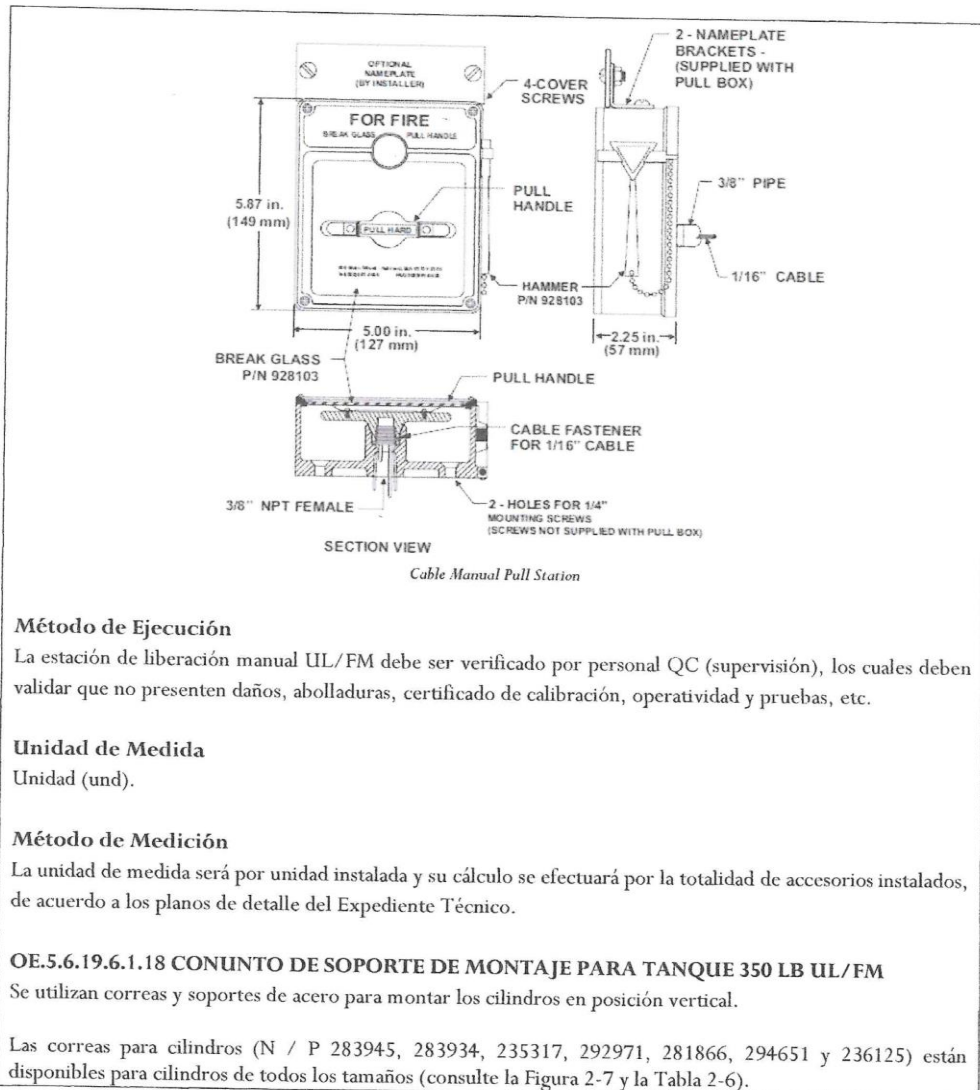 OPTIONAL
NAMEPLATE
(BY INSTALLER)
2 - NAMEPLATE
BRACKETS -
(SUPPLIED WITH
PULL BOX)
4-COVER
SCREWS
FOR FIRE
BREAK GLASS PULL HANDLE
5.87 in.
(149 mm)
PULL
HANDLE
PULL HARD
3/8" PIPE
1/16" CABLE
HAMMER
P/N 928103
5.00 in.
(127 mm)
2.25 in.
(57 mm)
BREAK GLASS
P/N 928103
PULL HANDLE
CABLE FASTENER
FOR 1/16" CABLE
3/8" NPT FEMALE
2 - HOLES FOR 1/4"
MOUNTING SCREWS
(SCREWS NOT SUPPLIED WITH PULL BOX)
SECTION VIEW
Cable Manual Pull Station
Método de Ejecución
La estación de liberación manual UL/FM debe ser verificado por personal QC (supervisión), los cuales deben
validar que no presenten daños, abolladuras, certificado de calibración, operatividad y pruebas, etc.
Unidad de Medida
Unidad (und).
Método de Medición
La unidad de medida será por unidad instalada y su cálculo se efectuará por la totalidad de accesorios instalados,
de acuerdo a los planos de detalle del Expediente Técnico.
OE.5.6.19.6.1.18 CONUNTO DE SOPORTE DE MONTAJE PARA TANQUE 350 LB UL/FM
Se utilizan correas y soportes de acero para montar los cilindros en posición vertical.
Las correas para cilindros (N / P 283945, 283934, 235317, 292971, 281866, 294651 y 236125) están
disponibles para cilindros de todos los tamaños (consulte la Figura 2-7 y la Tabla 2-6).